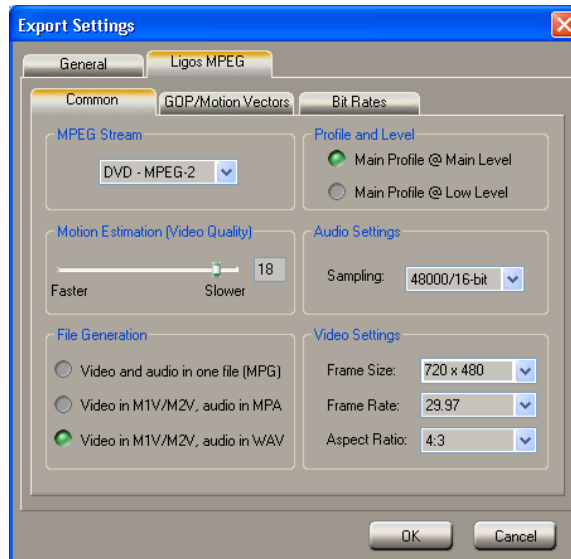 Export Settings
General
Ligos MPEG
Common
GOP/Motion Vectors
Bit Rates
MPEG Stream
DVD - MPEG-2
Profile and Level
Main Profile @ Main Level
Main Profile @ Low Level
Motion Estimation (Video Quality)
18
Faster
Slower
Audio Settings
Sampling:
48000/16-bit
File Generation
Video and audio in one file (MPG)
Video in M1V/M2V, audio in MPA
Video in M1V/M2V, audio in WAV
Video Settings
Frame Size:
720 x 480
Frame Rate:
29.97
Aspect Ratio:
4:3
OK
Cancel